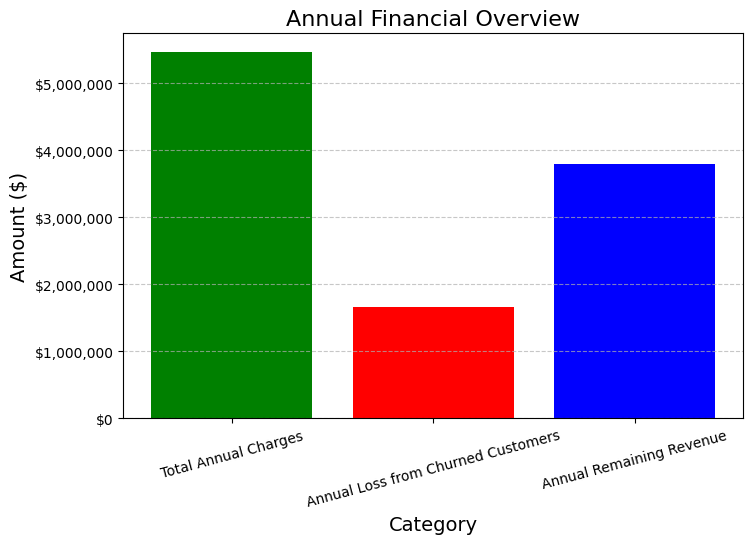 Annual Financial Overview
Amount ($)
$5,000,000
$4,000,000
$3,000,000
$2,000,000
$1,000,000
$0
Total Annual Charges
Annual Loss from Churned Customers
Annual Remaining Revenue
Category